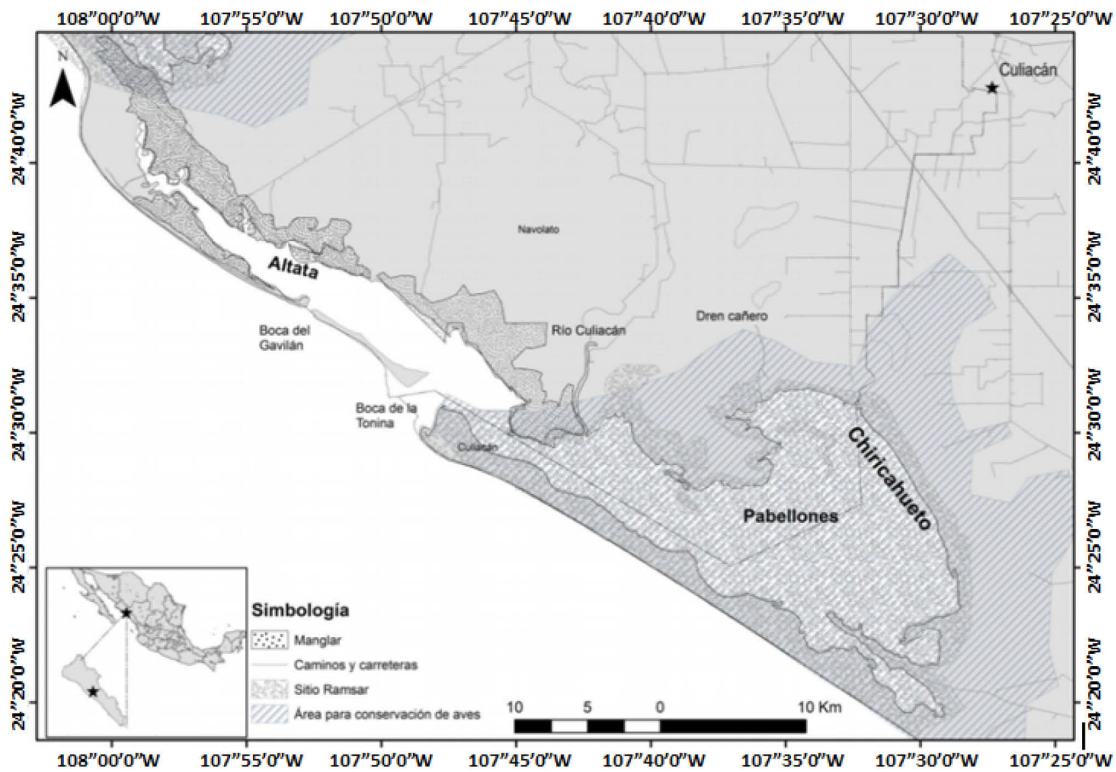 108°0'0"W 107°55'0"W 107°50'0"W 107°45'0"W 107°40'0"W 107°35'0"W 107°30'0"W 107°25'0"W
N
Culiacán
24°40'0"W 24°40'0"W
Navolato
Altata
24°35'0"W 24°35'0"W
Boca del
Gavilán
Río Culiacán
Dren cañero
Boca de la
Tonina
24°30'0"W 24°30'0"W
Culiacán
Chiricahueto
Pabellones
24°25'0"W 24°25'0"W
Simbología
Manglar
Caminos y carreteras
Sitio Ramsar
Área para conservación de aves
10 5 0 10 Km
24°20'0"W 24°20'0"W
108°0'0"W 107°55'0"W 107°50'0"W 107°45'0"W 107°40'0"W 107°35'0"W 107°30'0"W 107°25'0"W